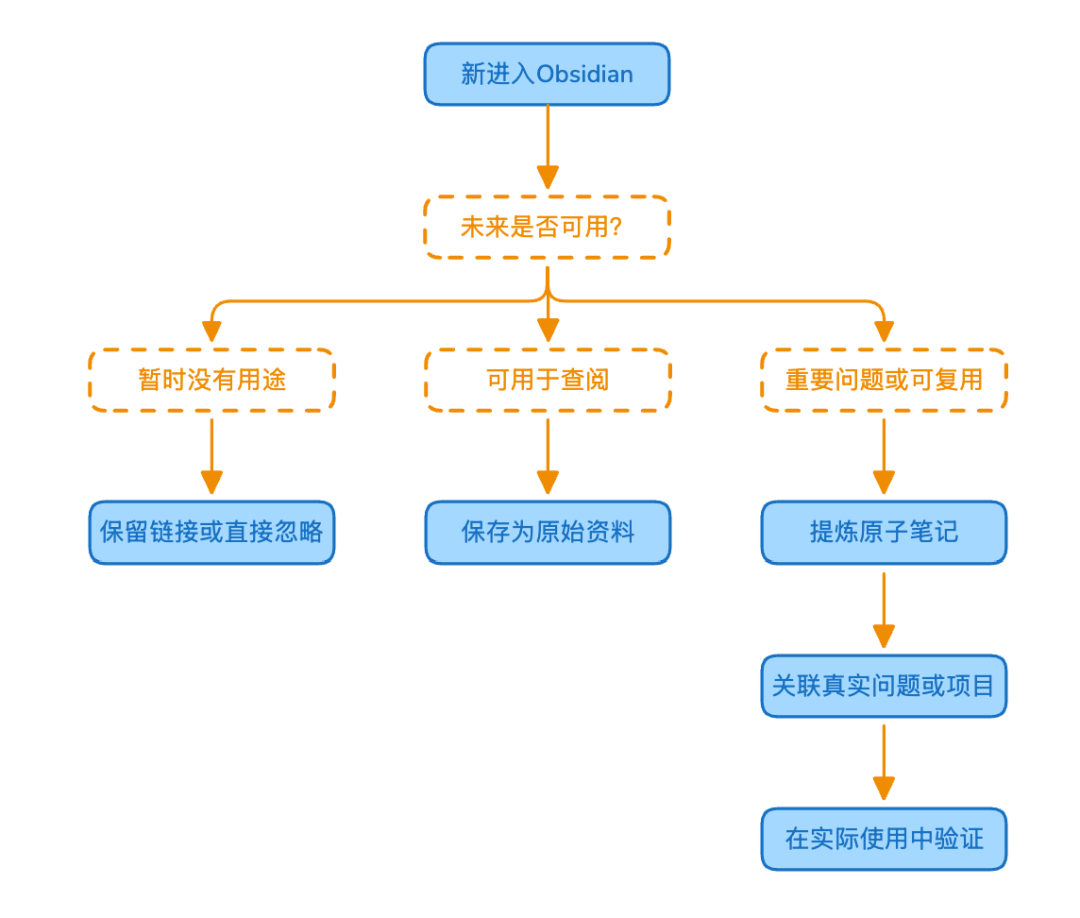 新进入Obsidian
未来是否可用？
暂时没有用途
可用于查阅
重要问题或可复用
保留链接或直接忽略
保存为原始资料
提炼原子笔记
关联真实问题或项目
在实际使用中验证